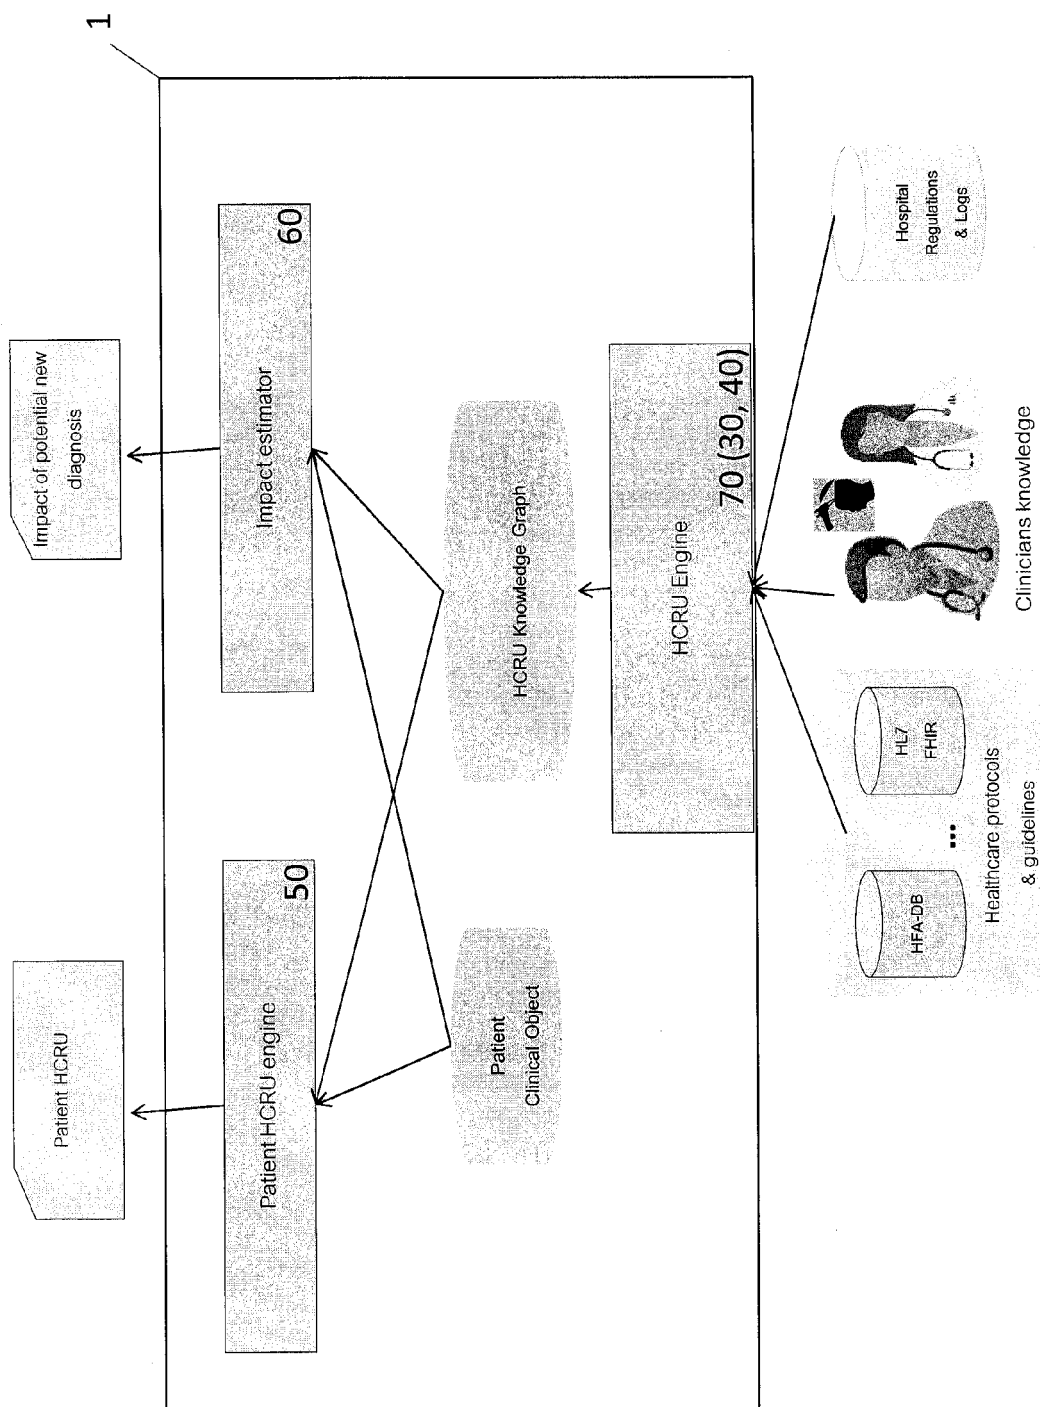 Patient HCRU
Impact of potential new
diagnosis
1
Patient HCRU engine
50
Impact estimator
60
Patient
Clinical Object
HCRU Knowledge Graph
HCRU Engine
70 (30, 40)
HFA-DB
...
HL7
FHIR
Healthcare protocols
& guidelines
Clinicians knowledge
Hospital
Regulations
& Logs